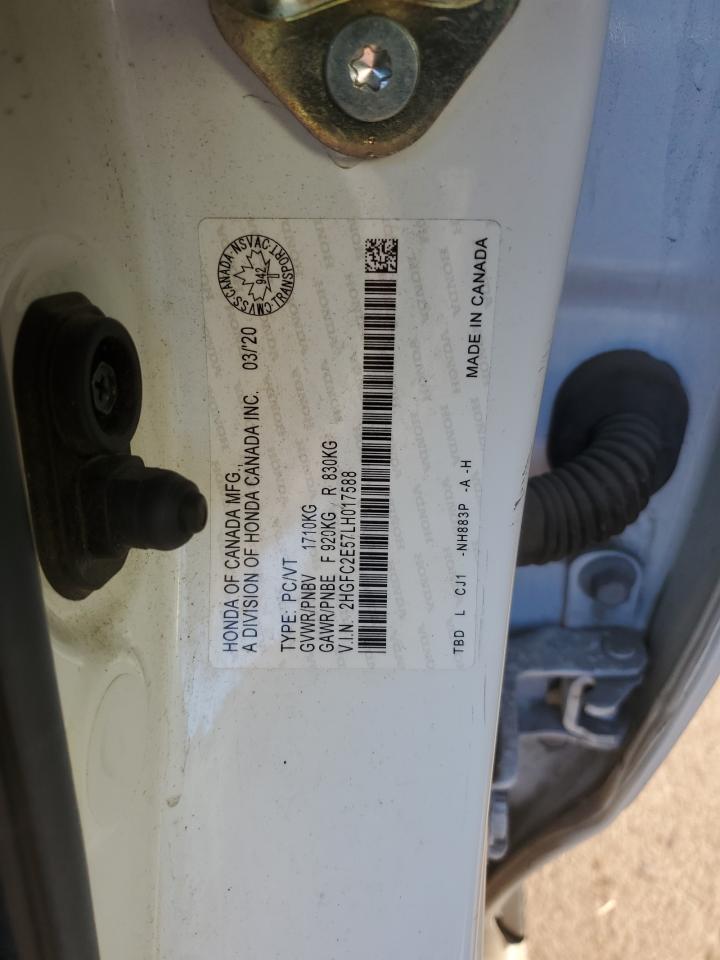 HONDA OF CANADA MFG.,
A DIVISION OF HONDA CANADA INC. 03/'20
CMVSS·CANADA·NSVAC·TRANSPORT·
942
TYPE: PC/VT
GVWR/PNBV 1710KG
GAWR/PNBE F 920KG R 830KG
V.I.N. 2HGFC2E57LH017588
TBD L CJ1 -NH883P -A -H
MADE IN CANADA